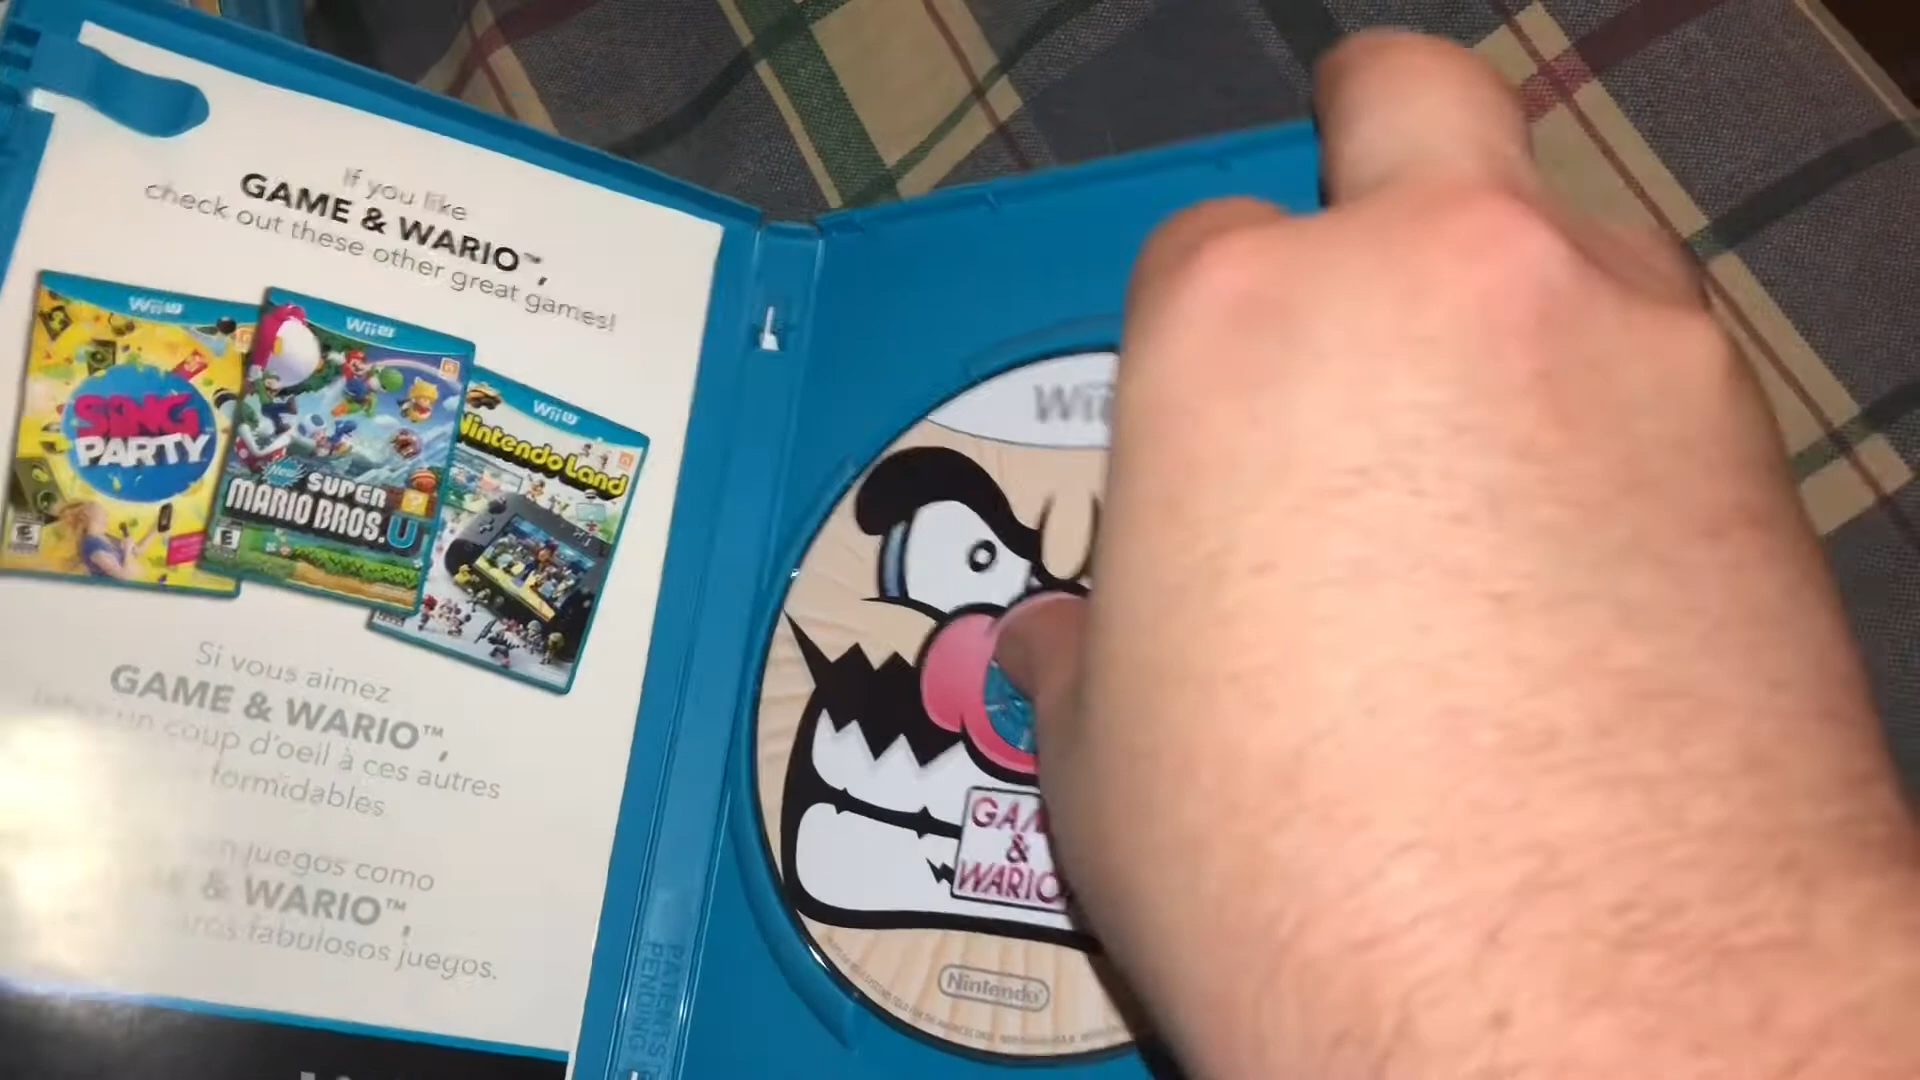 If you like
GAME & WARIO™,
check out these other great games!
Wii U
SING
PARTY
E
Wii U
New
SUPER
MARIO BROS. U
E
Wii U
Nintendo Land
Si vous aimez
GAME & WARIO™,
un coup d'oeil à ces autres
formidables
juegos como
& WARIO™,
fabulosos juegos.
PATENTS
PENDING
Wii
GAM
&
WARIO
Nintendo